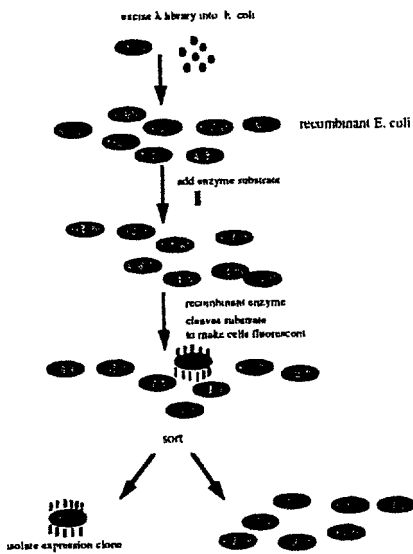 excise λ library into E. coli
recombinant E. coli
add enzyme substrate
recombinant enzyme
cleaves substrate
to make cells fluorescent
sort
isolate expression clone